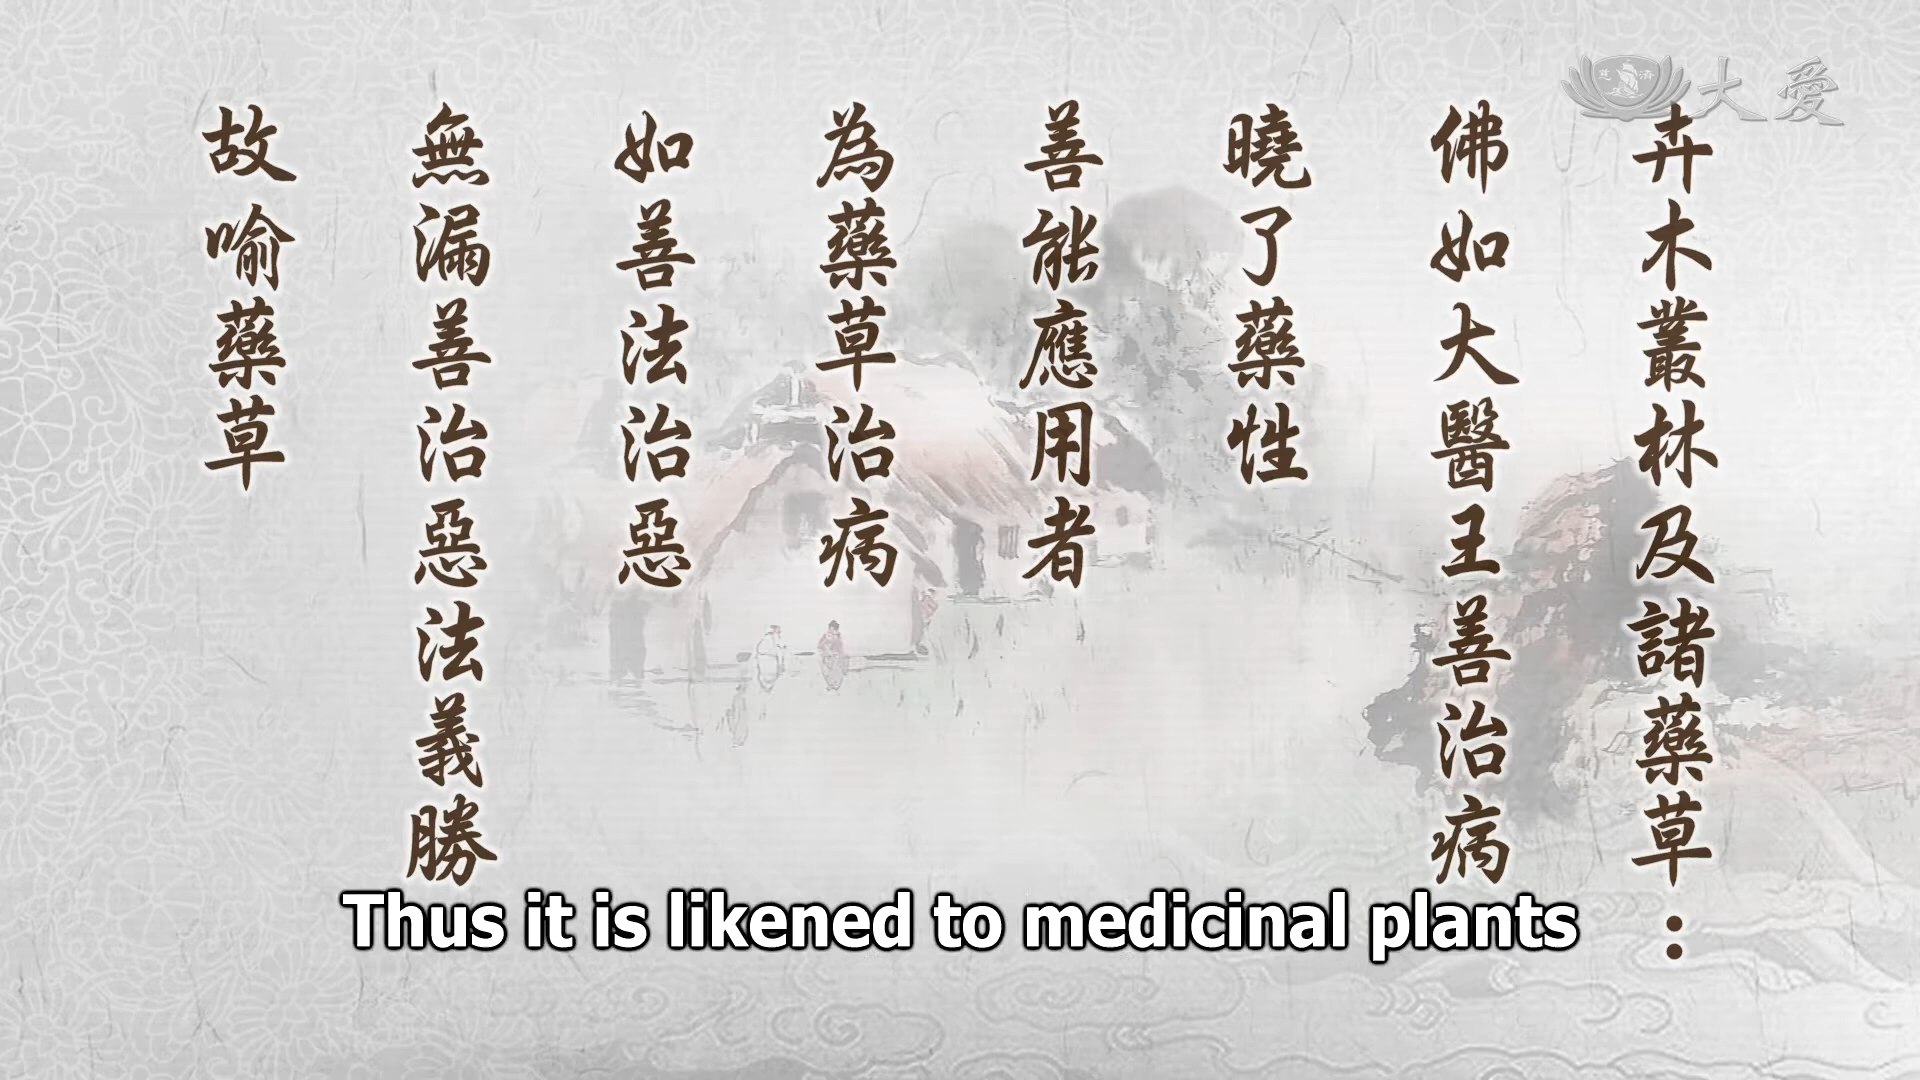 卉木叢林及諸藥草：
佛如大醫王善治病
曉了藥性
善能應用者
為藥草治病
如善法治惡
無漏善治惡法義勝
故喻藥草
慈濟
大愛
Thus it is likened to medicinal plants